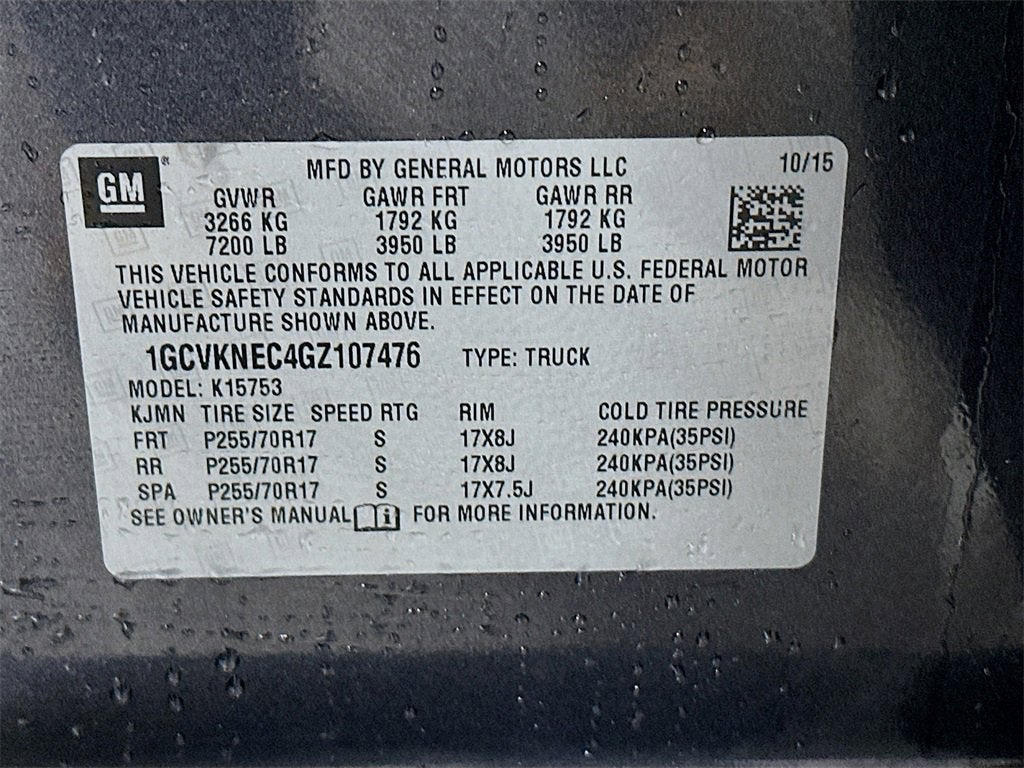 GM
MFD BY GENERAL MOTORS LLC 10/15
GVWR GAWR FRT GAWR RR
3266 KG 1792 KG 1792 KG
7200 LB 3950 LB 3950 LB
THIS VEHICLE CONFORMS TO ALL APPLICABLE U.S. FEDERAL MOTOR
VEHICLE SAFETY STANDARDS IN EFFECT ON THE DATE OF
MANUFACTURE SHOWN ABOVE.
1GCVKNEC4GZ107476 TYPE: TRUCK
MODEL: K15753
KJMN TIRE SIZE SPEED RTG RIM COLD TIRE PRESSURE
FRT P255/70R17 S 17X8J 240KPA(35PSI)
RR P255/70R17 S 17X8J 240KPA(35PSI)
SPA P255/70R17 S 17X7.5J 240KPA(35PSI)
SEE OWNER'S MANUAL i FOR MORE INFORMATION.